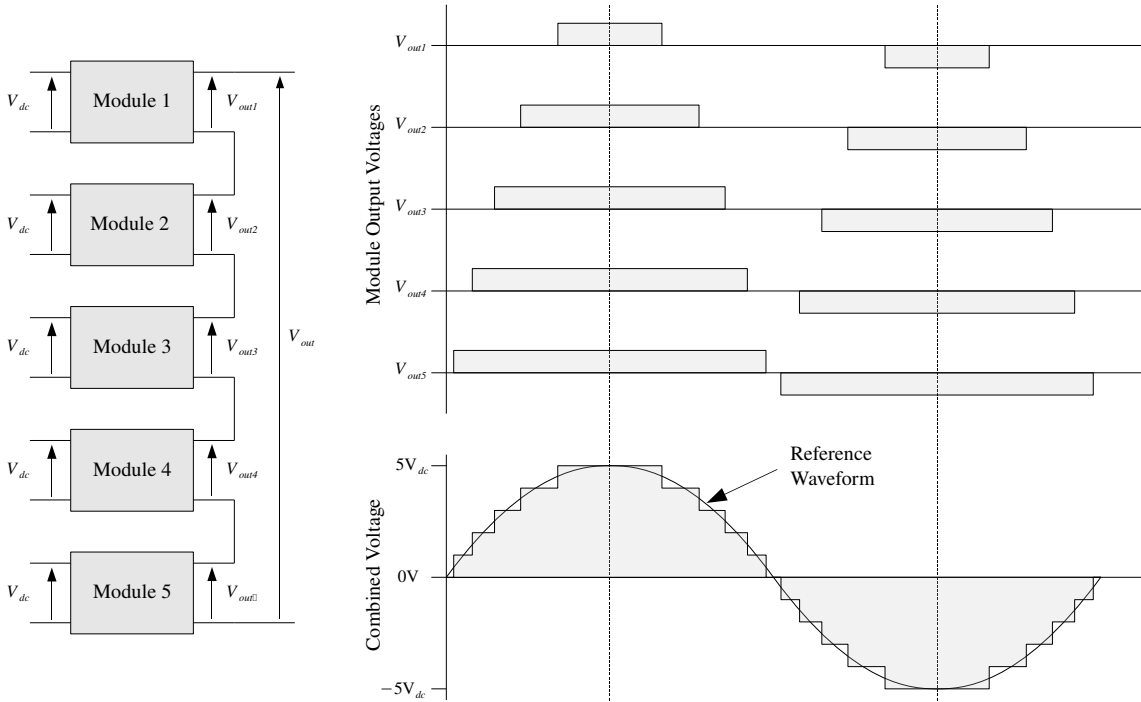 V_dc
Module 1
V_out1
V_dc
Module 2
V_out2
V_dc
Module 3
V_out3
V_out
V_dc
Module 4
V_out4
V_dc
Module 5
V_out▯
Module Output Voltages
V_out1
V_out2
V_out3
V_out4
V_out5
Combined Voltage
5V_dc
0V
−5V_dc
Reference
Waveform